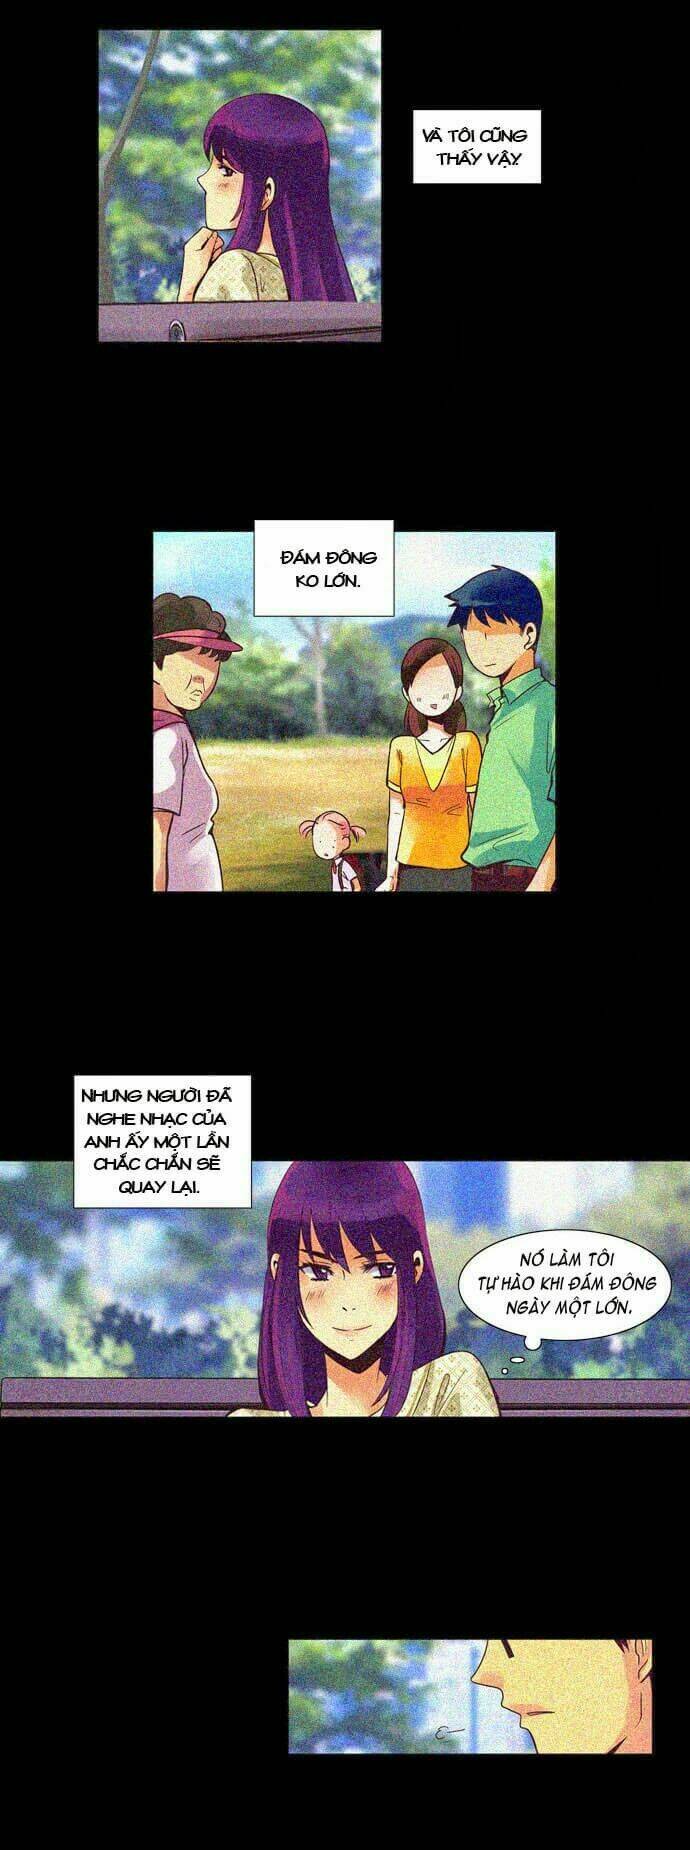 VÀ TÔI CŨNG
THẤY VẬY.
ĐÁM ĐÔNG
KO LỚN.
NHƯNG NGƯỜI ĐÃ
NGHE NHẠC CỦA
ANH ẤY MỘT LẦN
CHẮC CHẮN SẼ
QUAY LẠI.
NÓ LÀM TÔI
TỰ HÀO KHI ĐÁM ĐÔNG
NGÀY MỘT LỚN.